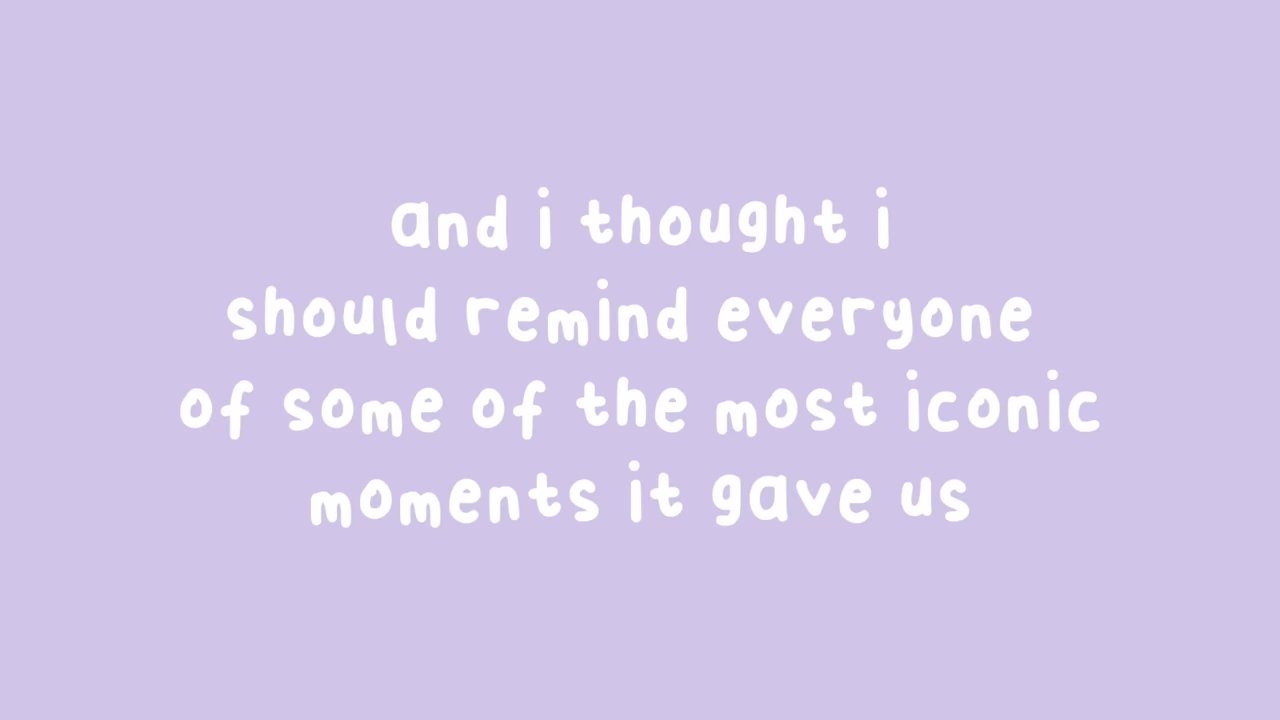 and i thought i
should remind everyone
of some of the most iconic
moments it gave us